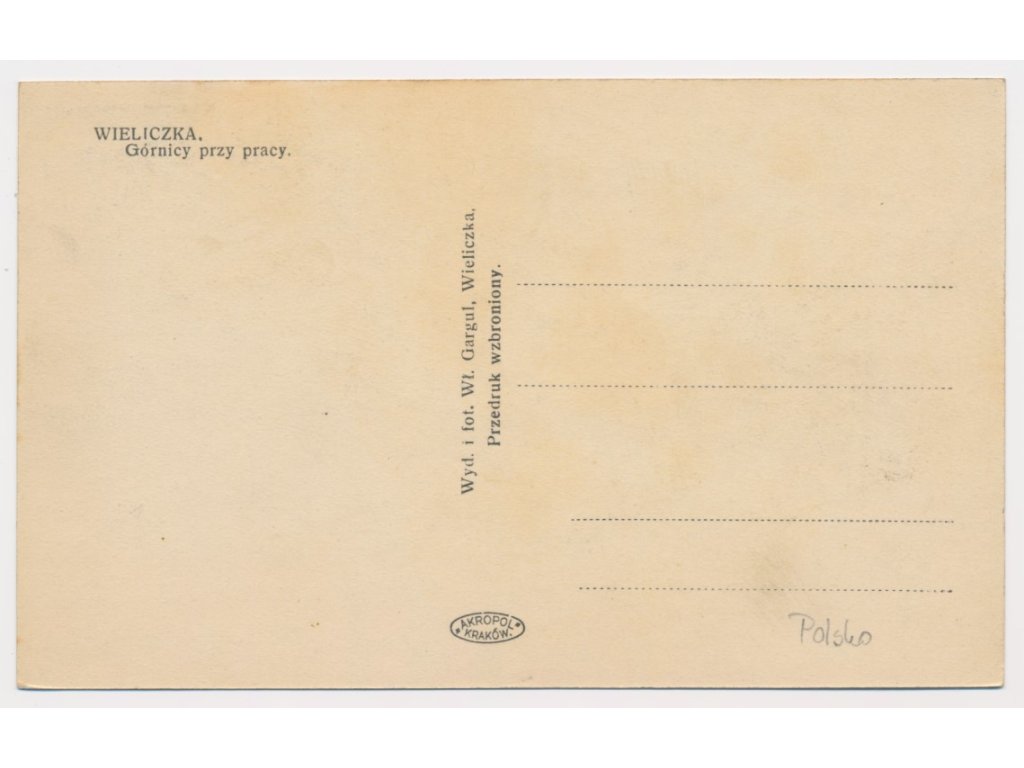 WIELICZKA.
Górnicy przy pracy.
Wyd. i fot. Wł. Gargul, Wieliczka.
Przedruk wzbroniony.
*AKROPOL*
KRAKÓW.
Polsko